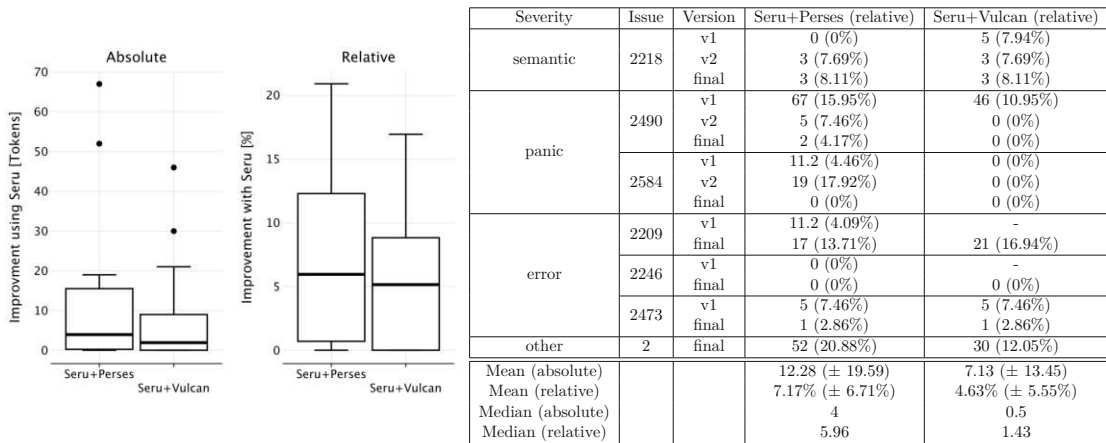 Absolute
Improvment using Seru [Tokens]
70
60
50
40
30
20
10
0
Seru+Perses
Seru+Vulcan
Relative
Improvement with Seru [%]
20
15
10
5
0
Seru+Perses
Seru+Vulcan
Severity Issue Version Seru+Perses (relative) Seru+Vulcan (relative)
semantic 2218 v1 0 (0%) 5 (7.94%)
v2 3 (7.69%) 3 (7.69%)
final 3 (8.11%) 3 (8.11%)
panic 2490 v1 67 (15.95%) 46 (10.95%)
v2 5 (7.46%) 0 (0%)
final 2 (4.17%) 0 (0%)
2584 v1 11.2 (4.46%) 0 (0%)
v2 19 (17.92%) 0 (0%)
final 0 (0%) 0 (0%)
error 2209 v1 11.2 (4.09%) -
final 17 (13.71%) 21 (16.94%)
2246 v1 0 (0%) -
final 0 (0%) 0 (0%)
2473 v1 5 (7.46%) 5 (7.46%)
final 1 (2.86%) 1 (2.86%)
other 2 final 52 (20.88%) 30 (12.05%)
Mean (absolute) 12.28 (± 19.59) 7.13 (± 13.45)
Mean (relative) 7.17% (± 6.71%) 4.63% (± 5.55%)
Median (absolute) 4 0.5
Median (relative) 5.96 1.43